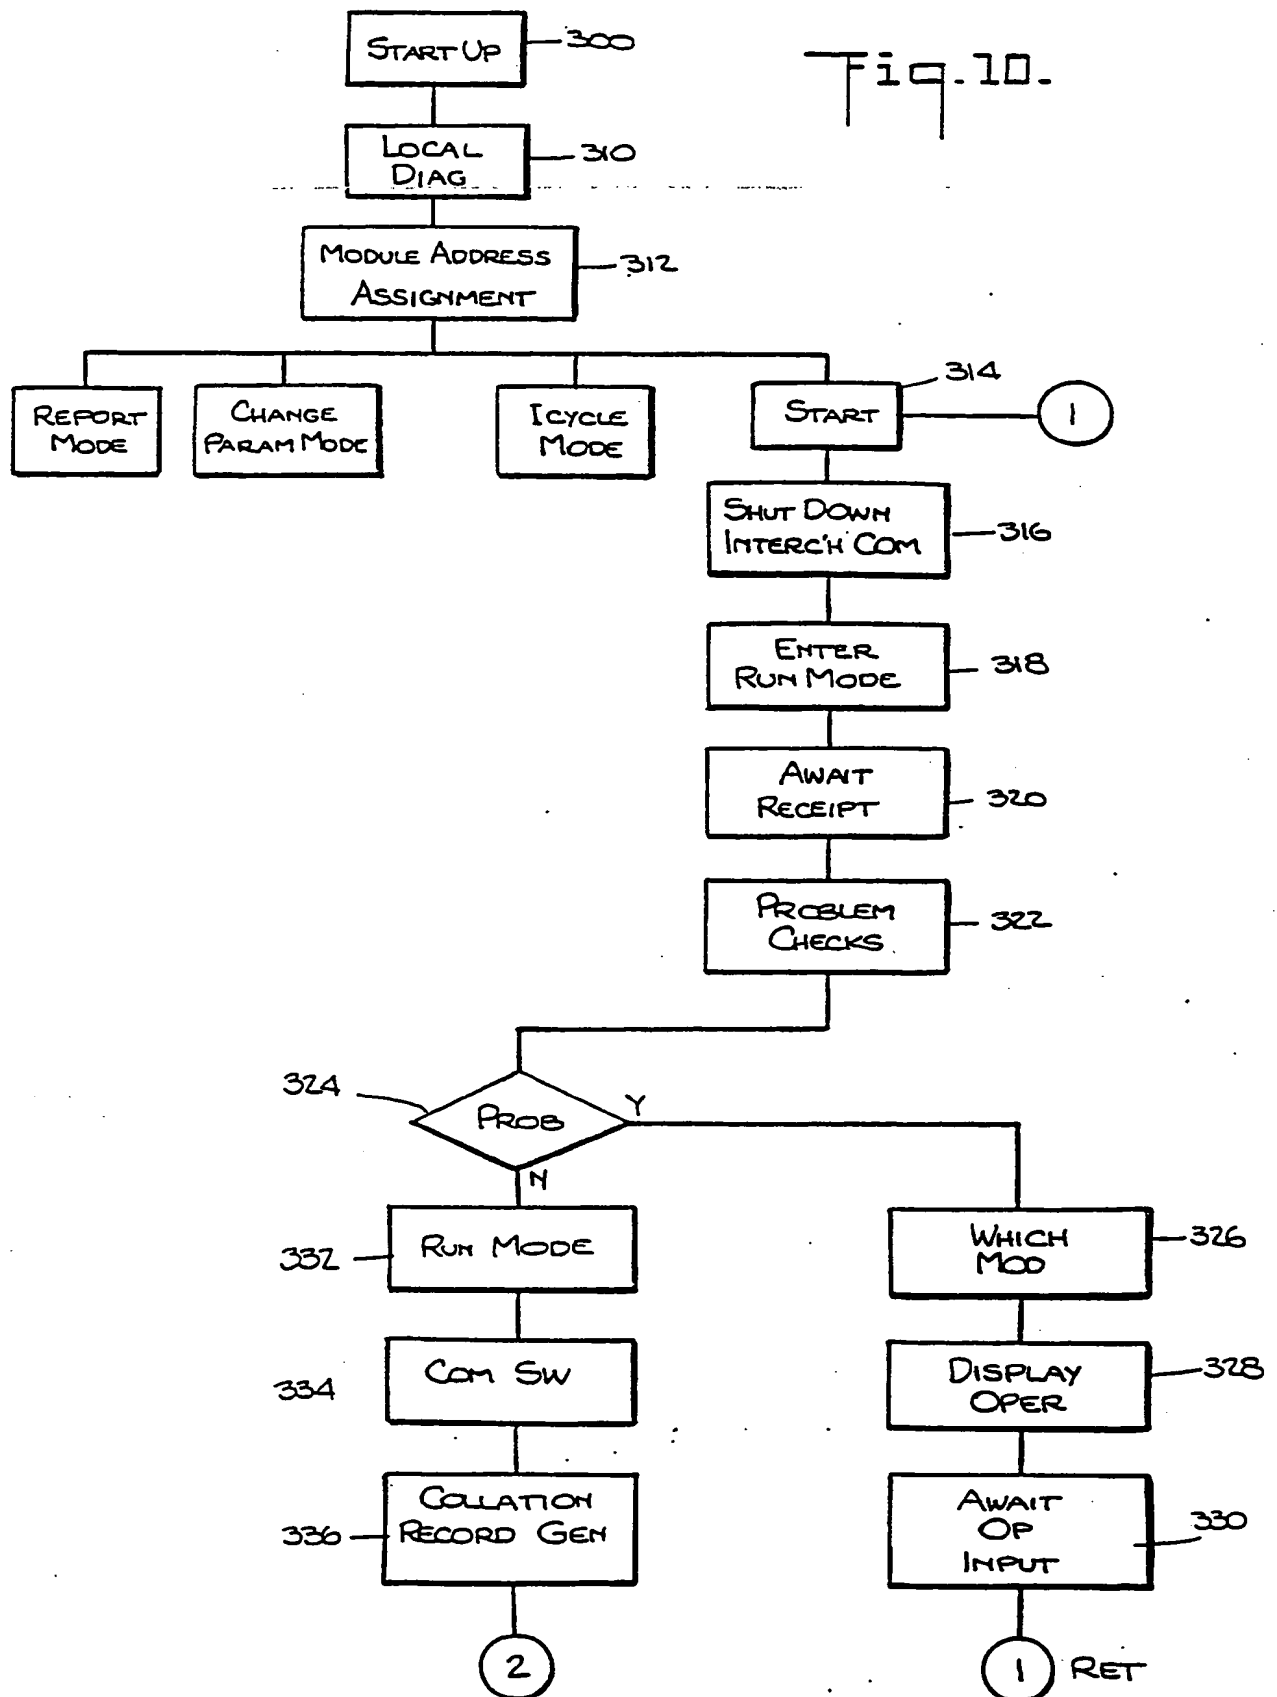 START UP
300
Fig. 10.
LOCAL
DIAG
310
MODULE ADDRESS
ASSIGNMENT
312
REPORT
MODE
CHANGE
PARAM MODE
ICYCLE
MODE
START
314
1
SHUT DOWN
INTERC'H COM
316
ENTER
RUN MODE
318
AWAIT
RECEIPT
320
PROBLEM
CHECKS
322
324
PROB
Y
N
332
RUN MODE
WHICH
MOD
326
334
COM SW
DISPLAY
OPER
328
336
COLLATION
RECORD GEN
AWAIT
OP
INPUT
330
2
1
RET